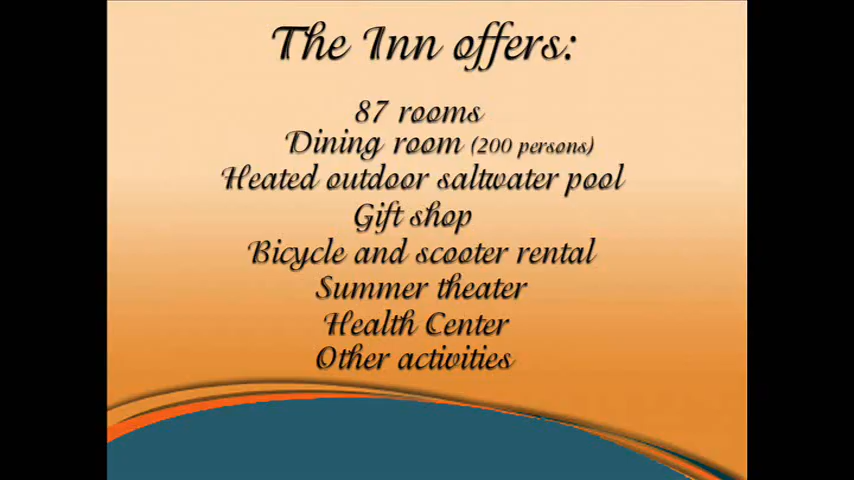 The Inn offers:
87 rooms
Dining room (200 persons)
Heated outdoor saltwater pool
Gift shop
Bicycle and scooter rental
Summer theater
Health Center
Other activities